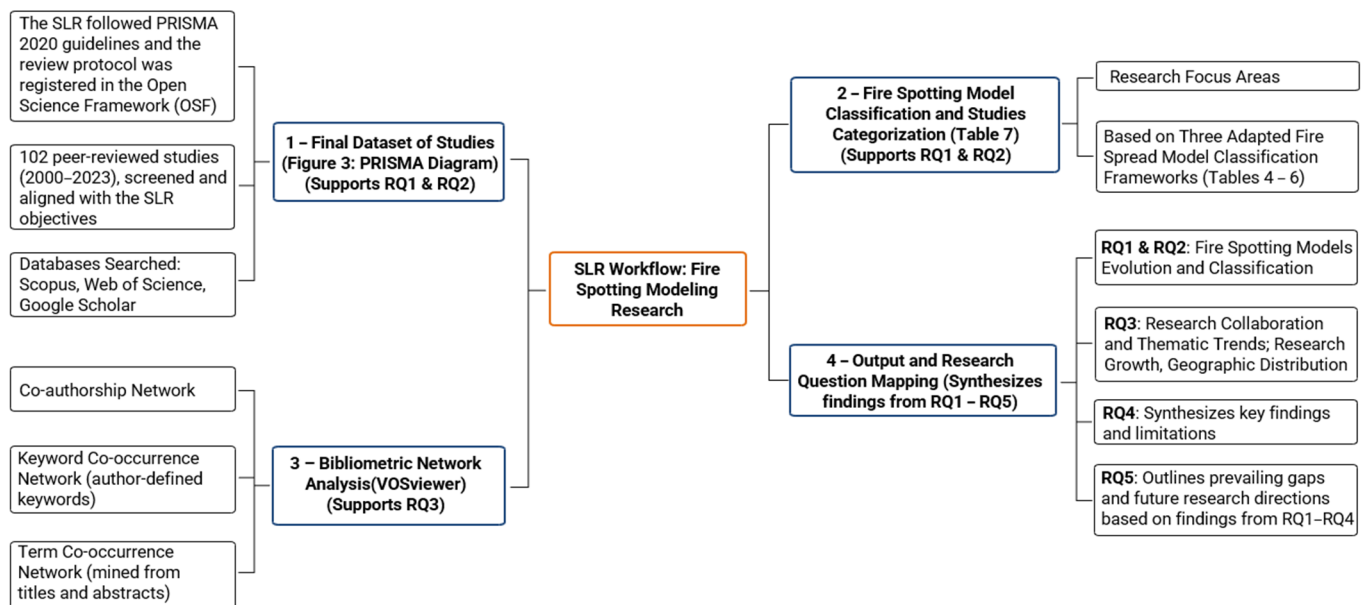 The SLR followed PRISMA
2020 guidelines and the
review protocol was
registered in the Open
Science Framework (OSF)
102 peer-reviewed studies
(2000–2023), screened and
aligned with the SLR
objectives
Databases Searched:
Scopus, Web of Science,
Google Scholar
1 – Final Dataset of Studies
(Figure 3: PRISMA Diagram)
(Supports RQ1 & RQ2)
Co-authorship Network
Keyword Co-occurrence
Network (author-defined
keywords)
Term Co-occurrence
Network (mined from
titles and abstracts)
3 – Bibliometric Network
Analysis(VOSviewer)
(Supports RQ3)
SLR Workflow: Fire
Spotting Modeling
Research
2 – Fire Spotting Model
Classification and Studies
Categorization (Table 7)
(Supports RQ1 & RQ2)
Research Focus Areas
Based on Three Adapted Fire
Spread Model Classification
Frameworks (Tables 4 – 6)
4 – Output and Research
Question Mapping (Synthesizes
findings from RQ1 – RQ5)
RQ1 & RQ2: Fire Spotting Models
Evolution and Classification
RQ3: Research Collaboration
and Thematic Trends; Research
Growth, Geographic Distribution
RQ4: Synthesizes key findings
and limitations
RQ5: Outlines prevailing gaps
and future research directions
based on findings from RQ1–RQ4